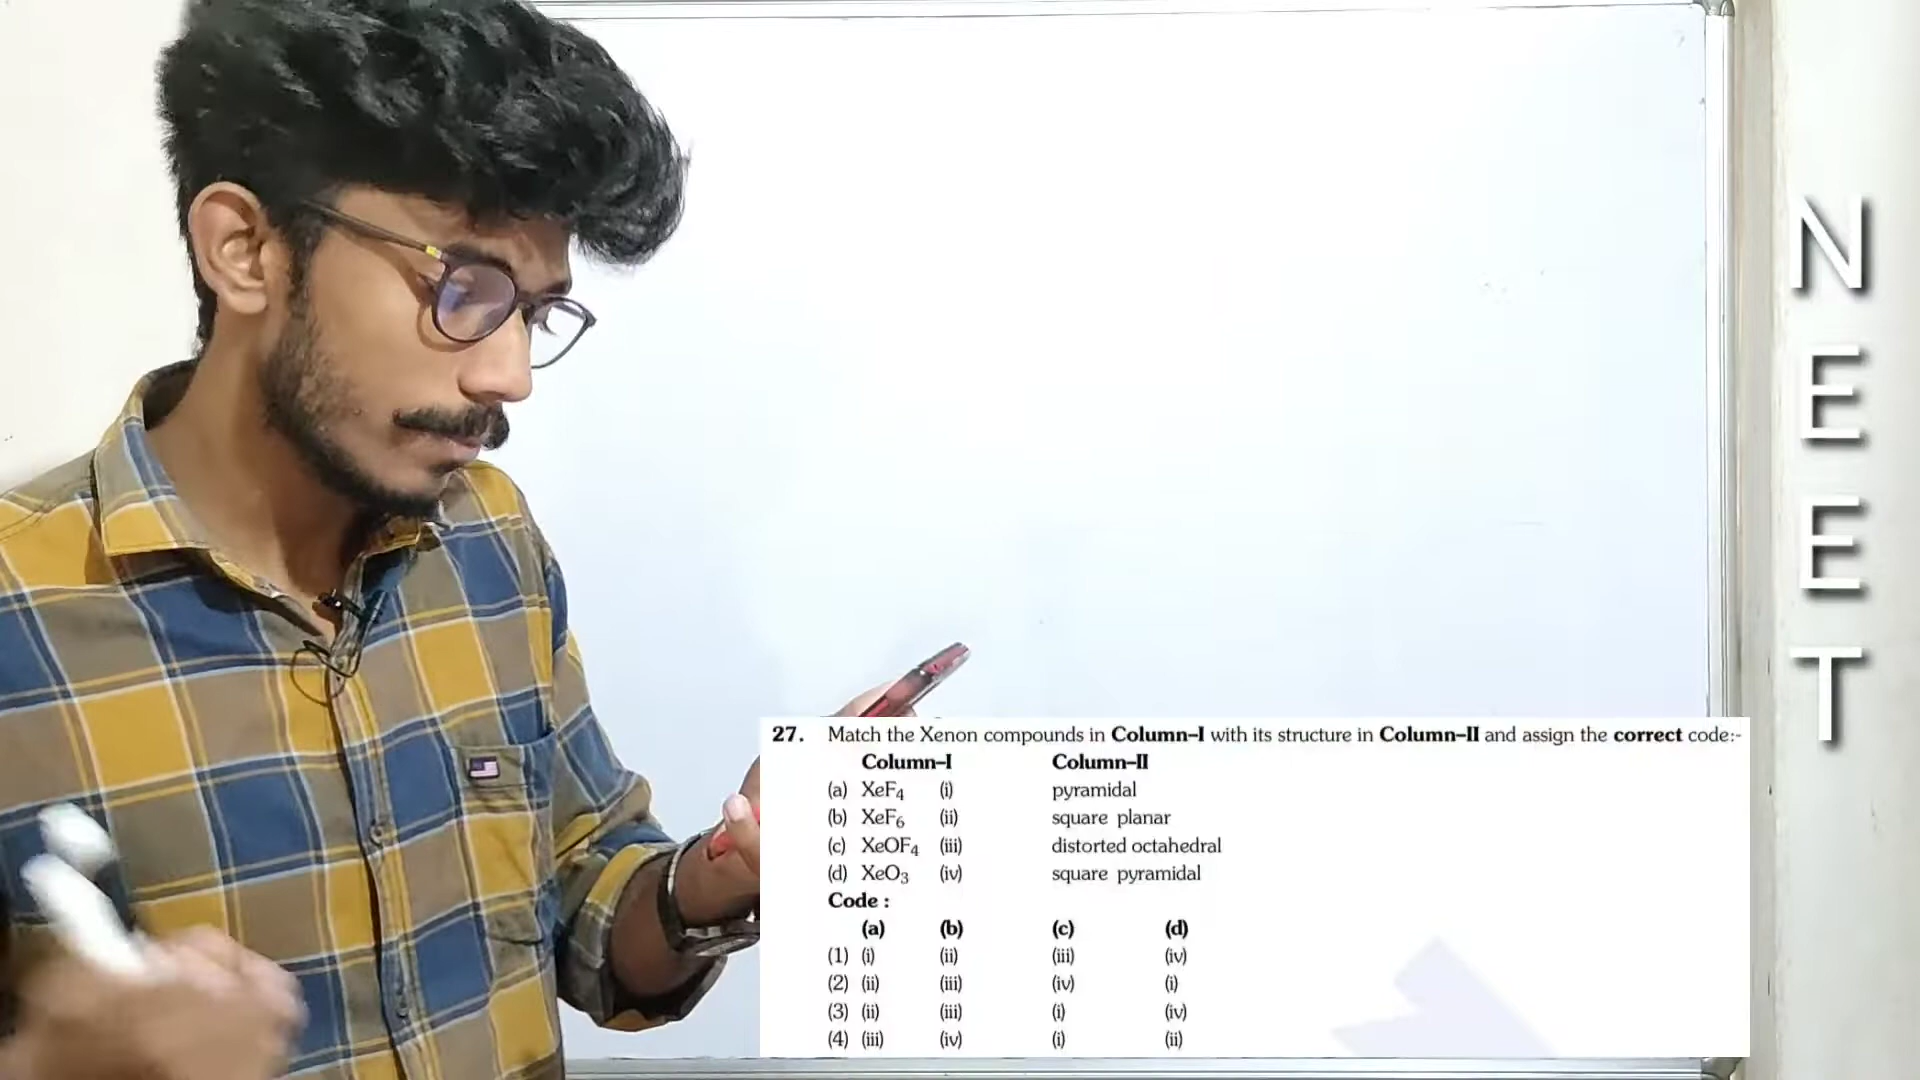 27. Match the Xenon compounds in Column-I with its structure in Column-II and assign the correct code:-
Column-I Column-II
(a) XeF4 (i) pyramidal
(b) XeF6 (ii) square planar
(c) XeOF4 (iii) distorted octahedral
(d) XeO3 (iv) square pyramidal
Code :
(a) (b) (c) (d)
(1) (i) (ii) (iii) (iv)
(2) (ii) (iii) (iv) (i)
(3) (ii) (iii) (i) (iv)
(4) (iii) (iv) (i) (ii)
NEET